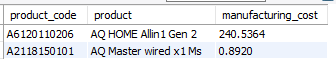 product_code product manufacturing_cost
A6120110206 AQ HOME Allin1 Gen 2 240.5364
A2118150101 AQ Master wired x1 Ms 0.8920